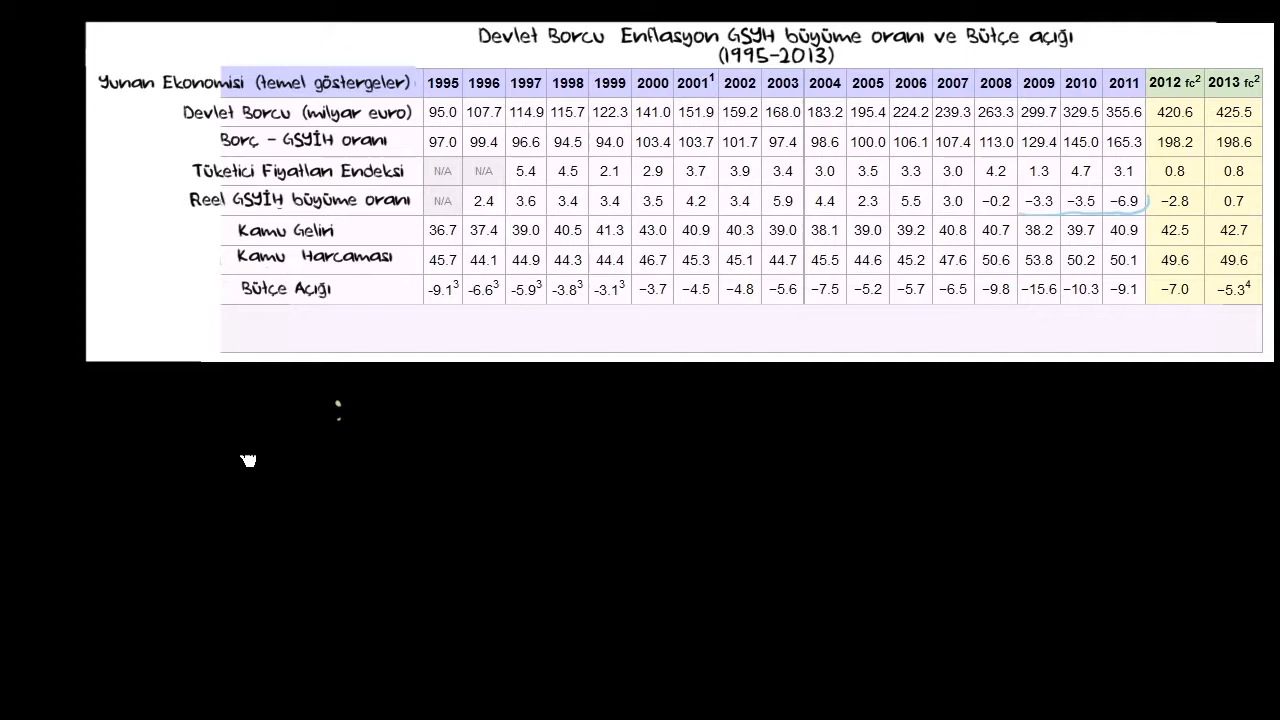 Devlet Borcu Enflasyon GSYH büyüme oranı ve Bütçe açığı
(1995-2013)
Yunan Ekonomisi (temel göstergeler) 1995 1996 1997 1998 1999 2000 2001¹ 2002 2003 2004 2005 2006 2007 2008 2009 2010 2011 2012 fc² 2013 fc²
Devlet Borcu (milyar euro) 95.0 107.7 114.9 115.7 122.3 141.0 151.9 159.2 168.0 183.2 195.4 224.2 239.3 263.3 299.7 329.5 355.6 420.6 425.5
Borç - GSYİH oranı 97.0 99.4 96.6 94.5 94.0 103.4 103.7 101.7 97.4 98.6 100.0 106.1 107.4 113.0 129.4 145.0 165.3 198.2 198.6
Tüketici Fiyatları Endeksi N/A N/A 5.4 4.5 2.1 2.9 3.7 3.9 3.4 3.0 3.5 3.3 3.0 4.2 1.3 4.7 3.1 0.8 0.8
Reel GSYİH büyüme oranı N/A 2.4 3.6 3.4 3.4 3.5 4.2 3.4 5.9 4.4 2.3 5.5 3.0 −0.2 −3.3 −3.5 −6.9 −2.8 0.7
Kamu Geliri 36.7 37.4 39.0 40.5 41.3 43.0 40.9 40.3 39.0 38.1 39.0 39.2 40.8 40.7 38.2 39.7 40.9 42.5 42.7
Kamu Harcaması 45.7 44.1 44.9 44.3 44.4 46.7 45.3 45.1 44.7 45.5 44.6 45.2 47.6 50.6 53.8 50.2 50.1 49.6 49.6
Bütçe Açığı -9.1³ -6.6³ -5.9³ -3.8³ -3.1³ -3.7 -4.5 -4.8 -5.6 -7.5 -5.2 -5.7 -6.5 -9.8 -15.6 -10.3 -9.1 −7.0 −5.3⁴